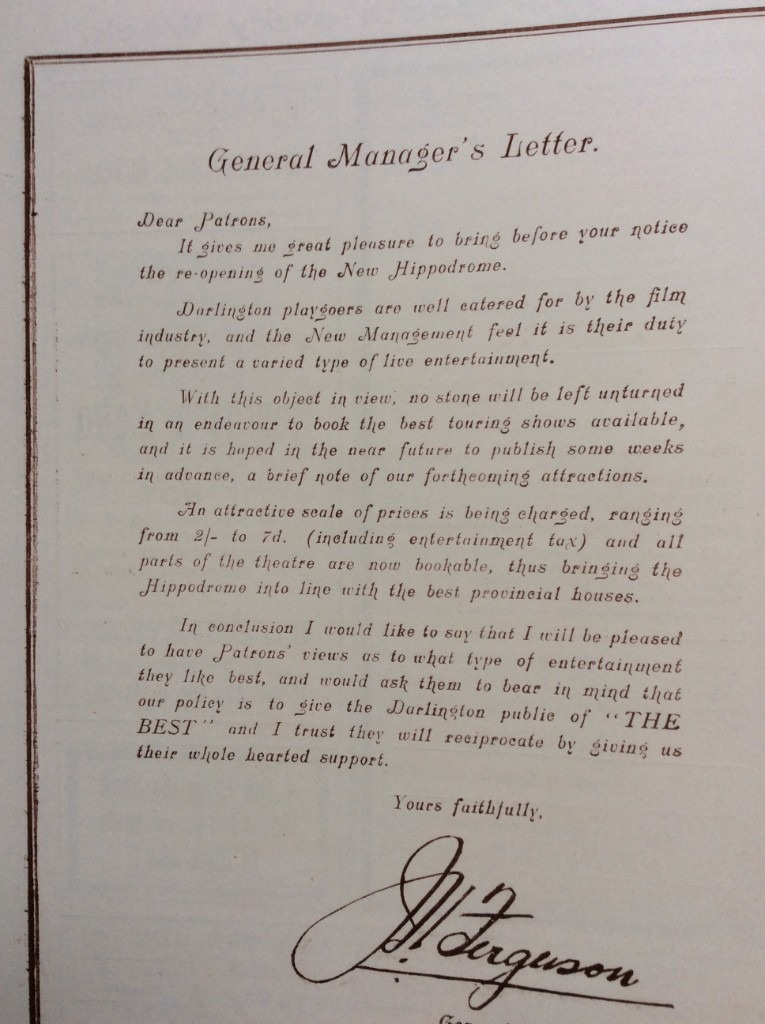 General Manager's Letter.
Dear Patrons,
It gives me great pleasure to bring before your notice
the re-opening of the New Hippodrome.
Darlington playgoers are well catered for by the film
industry, and the New Management feel it is their duty
to present a varied type of live entertainment.
With this object in view, no stone will be left unturned
in an endeavour to book the best touring shows available,
and it is hoped in the near future to publish some weeks
in advance, a brief note of our forthcoming attractions.
An attractive scale of prices is being charged, ranging
from 2/- to 7d. (including entertainment tax) and all
parts of the theatre are now bookable, thus bringing the
Hippodrome into line with the best provincial houses.
In conclusion I would like to say that I will be pleased
to have Patrons' views as to what type of entertainment
they like best, and would ask them to bear in mind that
our policy is to give the Darlington public of "THE
BEST" and I trust they will reciprocate by giving us
their whole hearted support.
Yours faithfully,
Ferguson